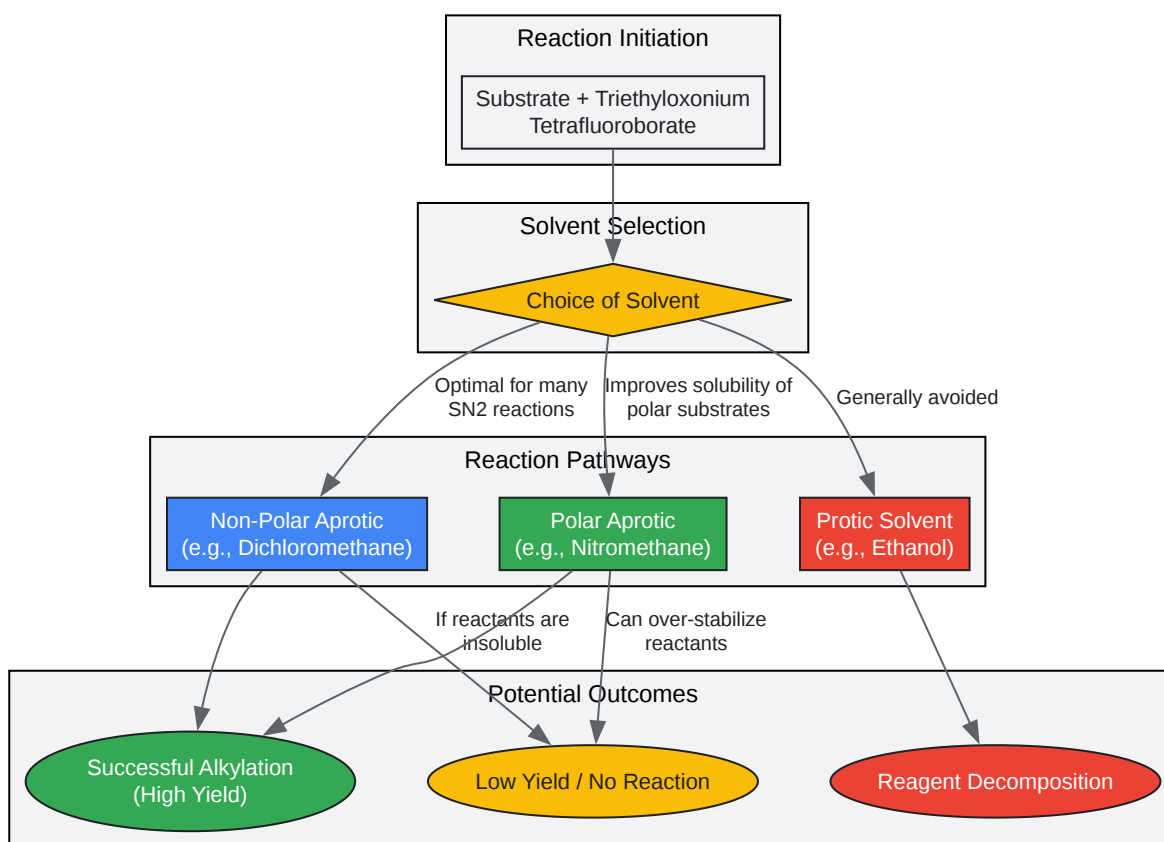 Reaction Initiation
Substrate + Triethyloxonium
Tetrafluoroborate
Solvent Selection
Choice of Solvent
Optimal for many
SN2 reactions
Improves solubility of
polar substrates
Generally avoided
Reaction Pathways
Non-Polar Aprotic
(e.g., Dichloromethane)
Polar Aprotic
(e.g., Nitromethane)
Protic Solvent
(e.g., Ethanol)
If reactants are
insoluble
Can over-stabilize
reactants
Potential Outcomes
Successful Alkylation
(High Yield)
Low Yield / No Reaction
Reagent Decomposition